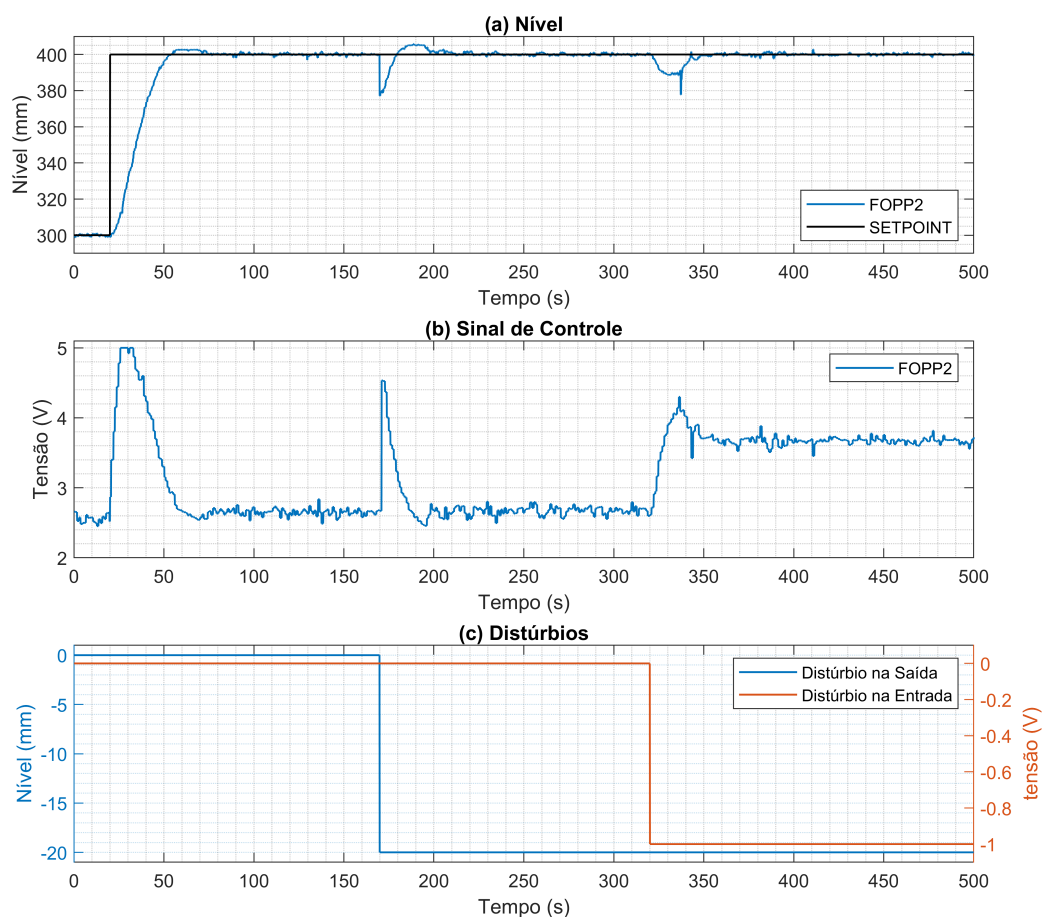 (a) Nível
400
380
360
340
320
300
Nível (mm)
FOPP2
SETPOINT
0 50 100 150 200 250 300 350 400 450 500
Tempo (s)
(b) Sinal de Controle
5
4
3
2
Tensão (V)
FOPP2
0 50 100 150 200 250 300 350 400 450 500
Tempo (s)
(c) Distúrbios
0
-5
-10
-15
-20
Nível (mm)
Distúrbio na Saída
Distúrbio na Entrada
0
-0.2
-0.4
-0.6
-0.8
-1
tensão (V)
0 50 100 150 200 250 300 350 400 450 500
Tempo (s)